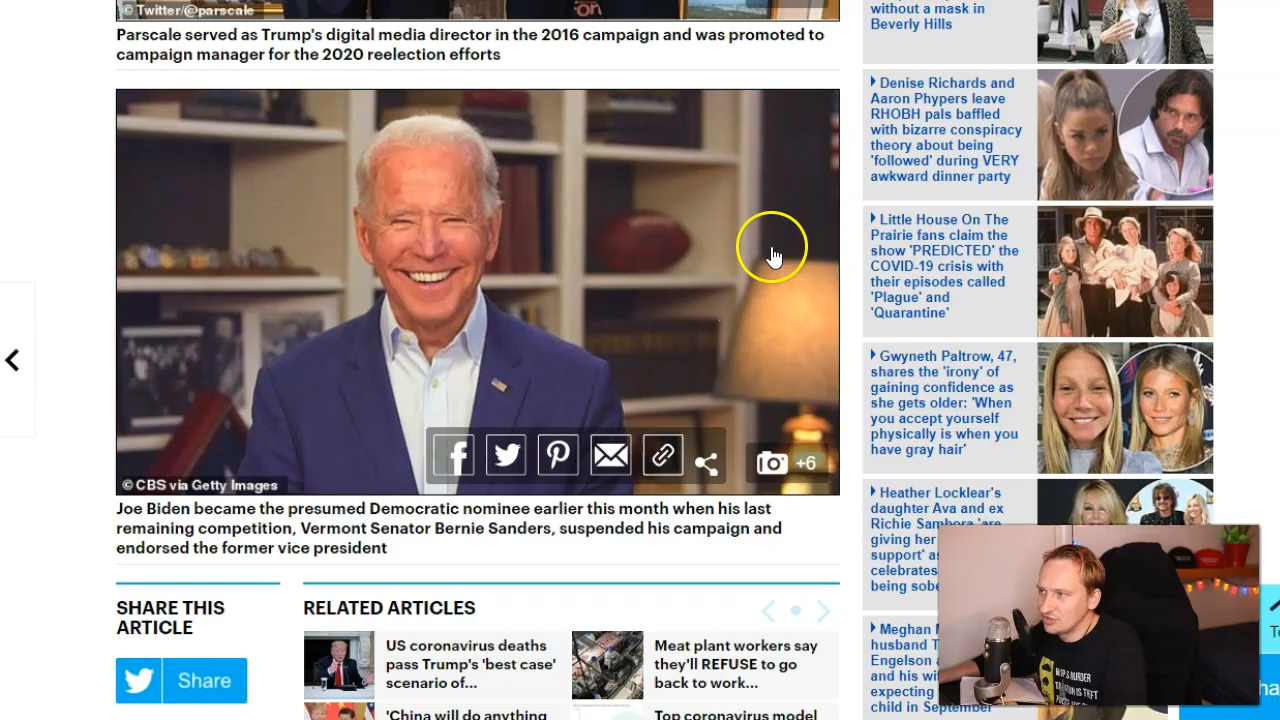 © Twitter/@parscale
Parscale served as Trump's digital media director in the 2016 campaign and was promoted to
campaign manager for the 2020 reelection efforts
+6
© CBS via Getty Images
Joe Biden became the presumed Democratic nominee earlier this month when his last
remaining competition, Vermont Senator Bernie Sanders, suspended his campaign and
endorsed the former vice president
SHARE THIS
ARTICLE
Share
RELATED ARTICLES
US coronavirus deaths
pass Trump's 'best case'
scenario of...
Meat plant workers say
they'll REFUSE to go
back to work...
'China will do anything
Top coronavirus model
without a mask in
Beverly Hills
Denise Richards and
Aaron Phypers leave
RHOBH pals baffled
with bizarre conspiracy
theory about being
'followed' during VERY
awkward dinner party
Little House On The
Prairie fans claim the
show 'PREDICTED' the
COVID-19 crisis with
their episodes called
'Plague' and
'Quarantine'
Gwyneth Paltrow, 47,
shares the 'irony' of
gaining confidence as
she gets older: 'When
you accept yourself
physically is when you
have gray hair'
Heather Locklear's
daughter Ava and ex
Richie Sambora 'are
giving her
support'
celebrates
being
Meghan
husband
Engelson
and his
expecting
child in September